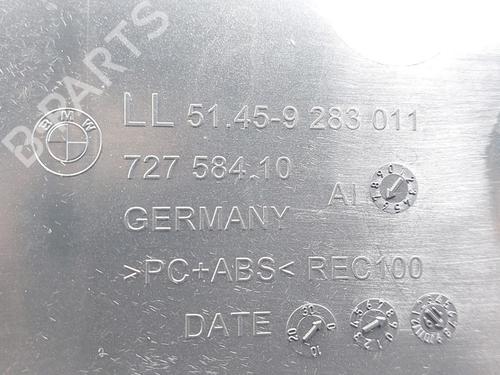 B PARTS
BMW
LL 51.45-9 283 011
727 584.10
AI
GERMANY
>PC+ABS< REC100
DATE